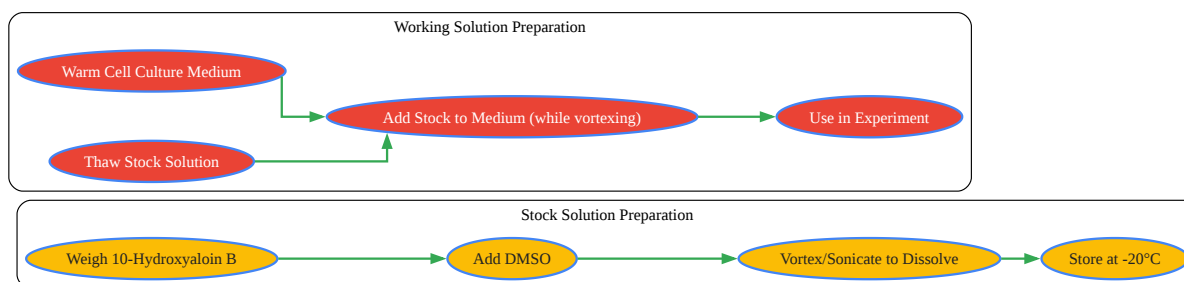 Working Solution Preparation
Warm Cell Culture Medium
Add Stock to Medium (while vortexing)
Use in Experiment
Thaw Stock Solution
Stock Solution Preparation
Weigh 10-Hydroxyaloin B
Add DMSO
Vortex/Sonicate to Dissolve
Store at -20°C